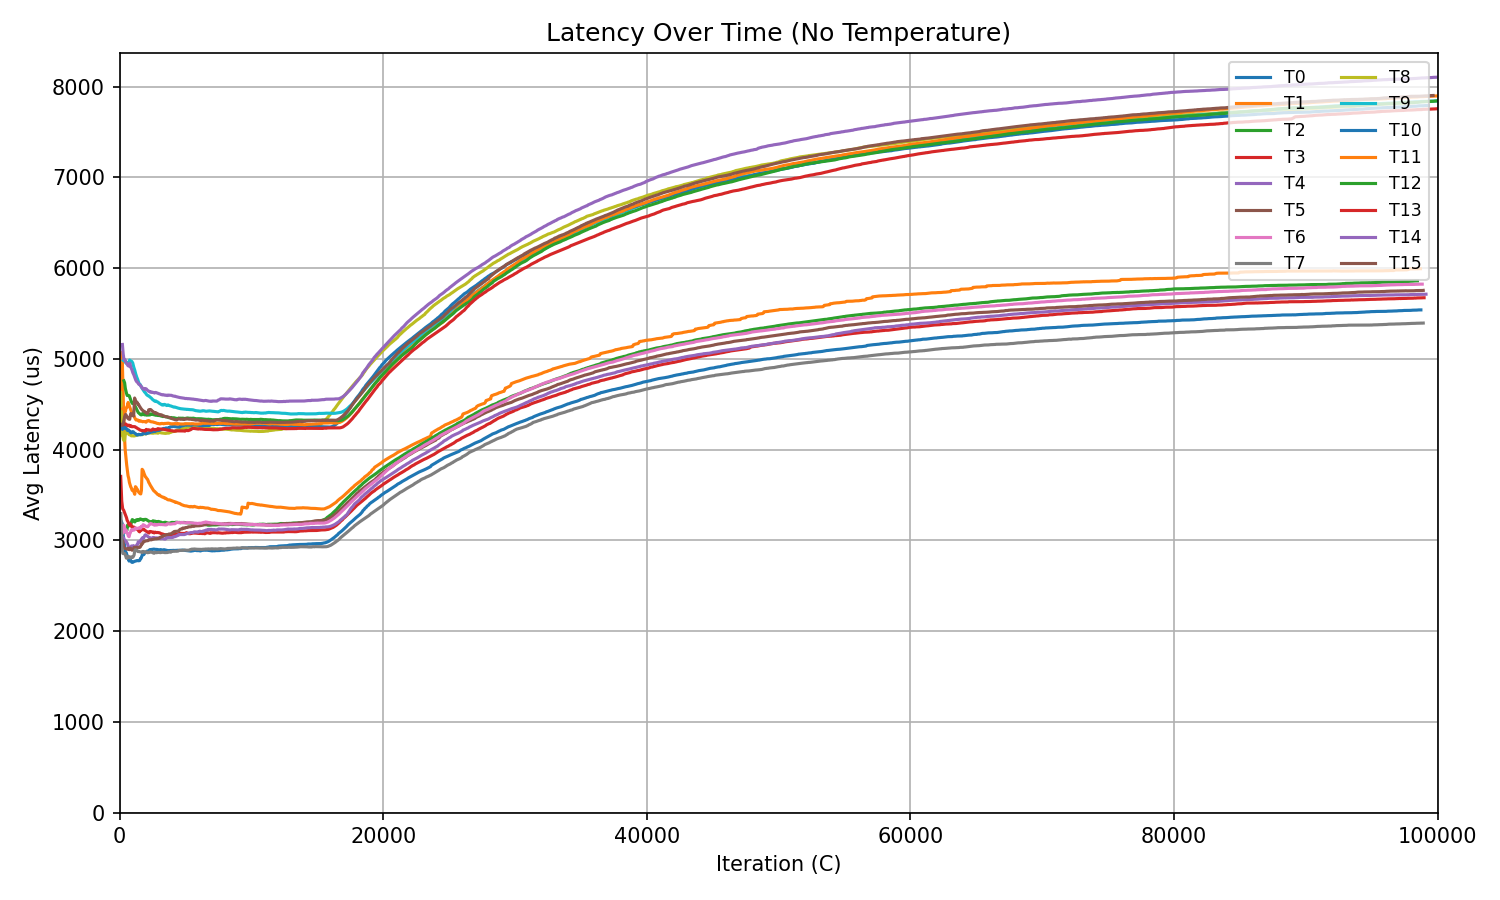 Latency Over Time (No Temperature)
Avg Latency (us)
8000
7000
6000
5000
4000
3000
2000
1000
0
T0 T8
T1 T9
T2 T10
T3 T11
T4 T12
T5 T13
T6 T14
T7 T15
0 20000 40000 60000 80000 100000
Iteration (C)